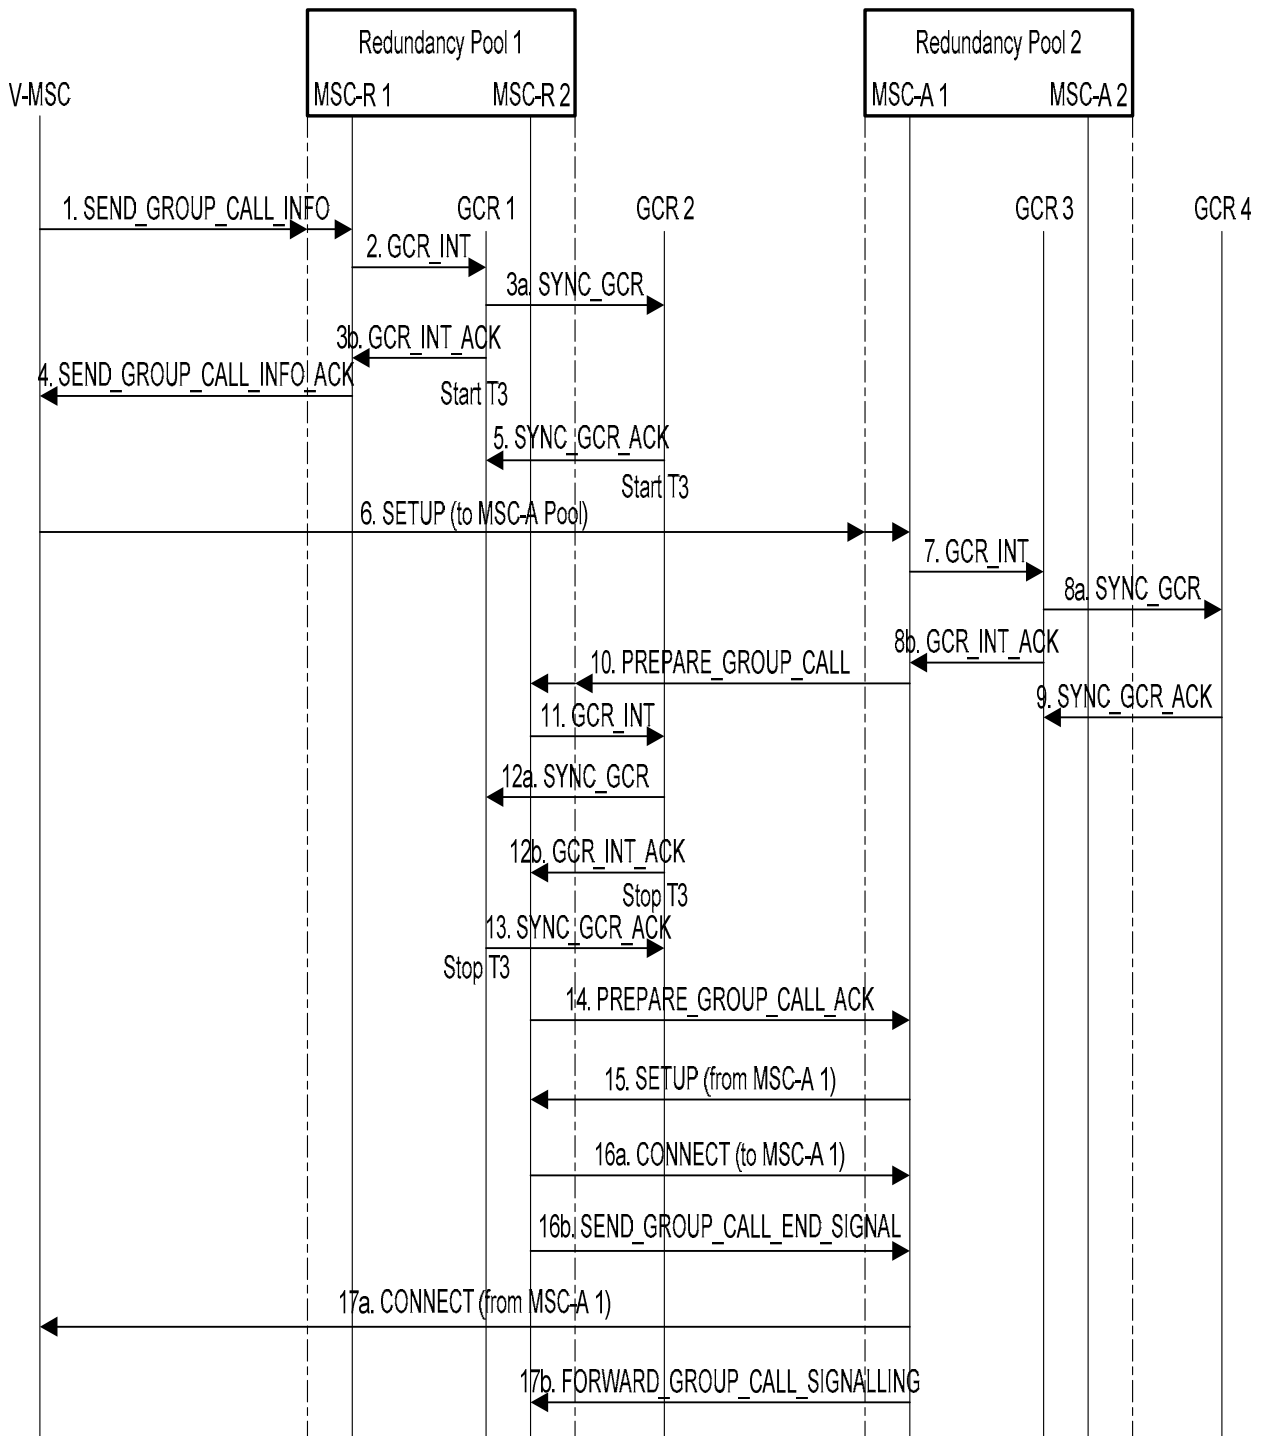 Redundancy Pool 1
Redundancy Pool 2
V-MSC
MSC-R 1
MSC-R 2
MSC-A 1
MSC-A 2
1. SEND_GROUP_CALL_INFO
GCR 1
GCR 2
GCR 3
GCR 4
2. GCR_INT
3a. SYNC_GCR
3b. GCR_INT_ACK
4. SEND_GROUP_CALL_INFO_ACK
Start T3
5. SYNC_GCR_ACK
Start T3
6. SETUP (to MSC-A Pool)
7. GCR_INT
8a. SYNC_GCR
8b. GCR_INT_ACK
10. PREPARE_GROUP_CALL
9. SYNC_GCR_ACK
11. GCR_INT
12a. SYNC_GCR
12b. GCR_INT_ACK
Stop T3
13. SYNC_GCR_ACK
Stop T3
14. PREPARE_GROUP_CALL_ACK
15. SETUP (from MSC-A 1)
16a. CONNECT (to MSC-A 1)
16b. SEND_GROUP_CALL_END_SIGNAL
17a. CONNECT (from MSC-A 1)
17b. FORWARD_GROUP_CALL_SIGNALLING